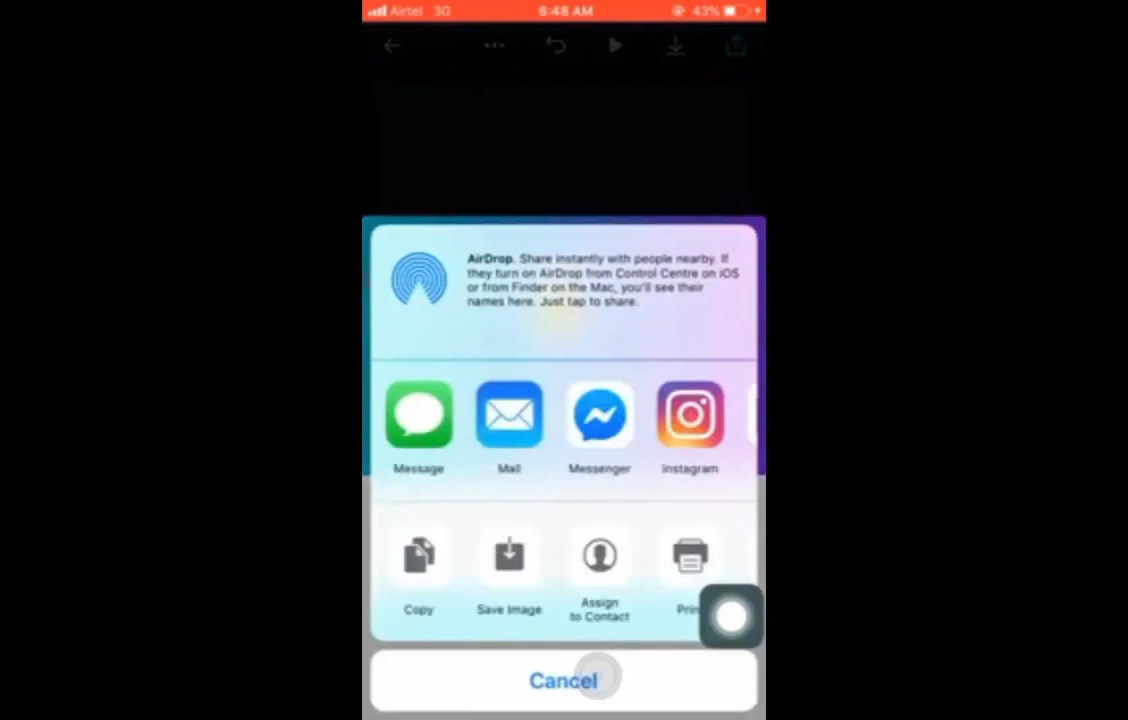 Airtel 3G 6:48 AM 43%
AirDrop. Share instantly with people nearby. If
they turn on AirDrop from Control Centre on iOS
or from Finder on the Mac, you'll see their
names here. Just tap to share.
Message Mail Messenger Instagram
Copy Save Image Assign
to Contact
Cancel